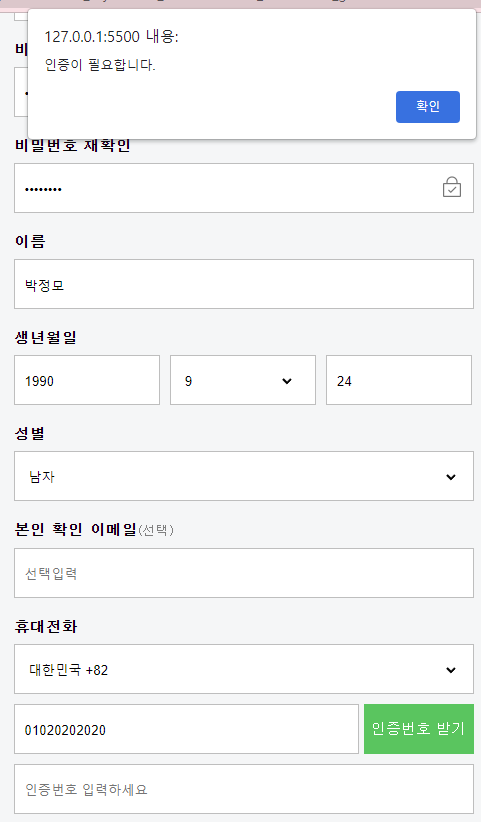 127.0.0.1:5500 내용:
인증이 필요합니다.
확인
비밀번호 재확인
이름
박정모
생년월일
1990 9 24
성별
남자
본인 확인 이메일(선택)
선택입력
휴대전화
대한민국 +82
01020202020 인증번호 받기
인증번호 입력하세요